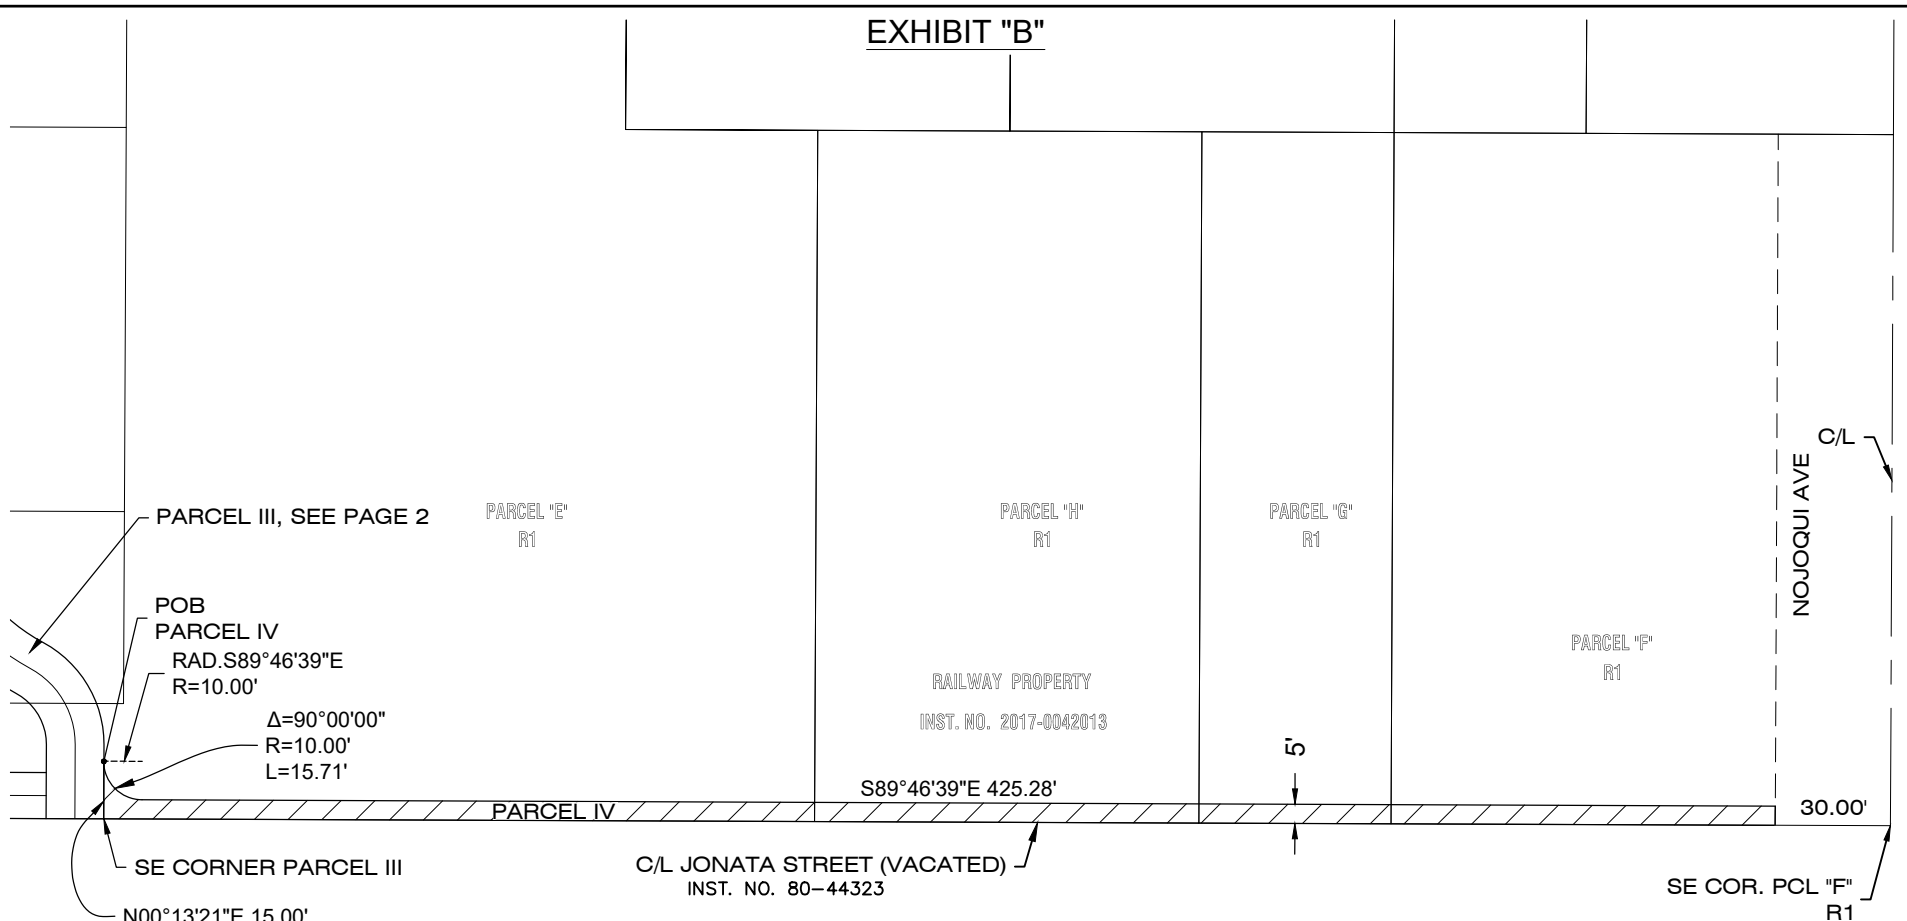 EXHIBIT "B"
C/L
NOJOQUI AVE
PARCEL III, SEE PAGE 2
PARCEL "E"
R1
PARCEL "H"
R1
PARCEL "G"
R1
POB
PARCEL IV
RAD.S89°46'39"E
R=10.00'
PARCEL "F"
R1
RAILWAY PROPERTY
INST. NO. 2017-0042013
Δ=90°00'00"
R=10.00'
L=15.71'
5'
S89°46'39"E 425.28'
PARCEL IV
30.00'
SE CORNER PARCEL III
C/L JONATA STREET (VACATED)
INST. NO. 80-44323
SE COR. PCL "F"
R1
N00°13'21"E 15.00'